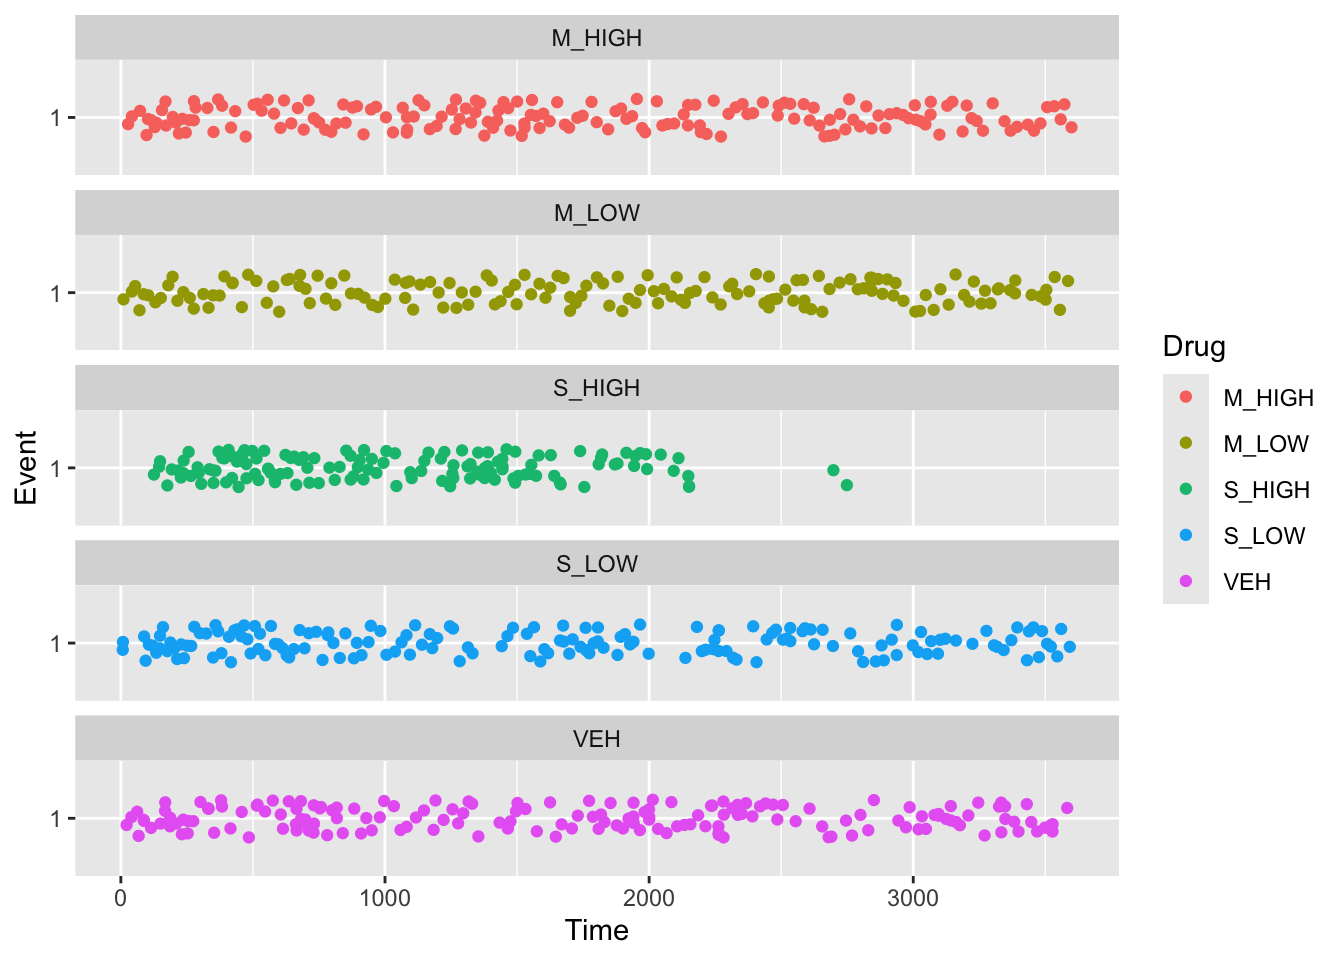 M_HIGH
1
M_LOW
1
S_HIGH
1
S_LOW
1
VEH
1
0 1000 2000 3000
Time
Event
Drug
M_HIGH
M_LOW
S_HIGH
S_LOW
VEH